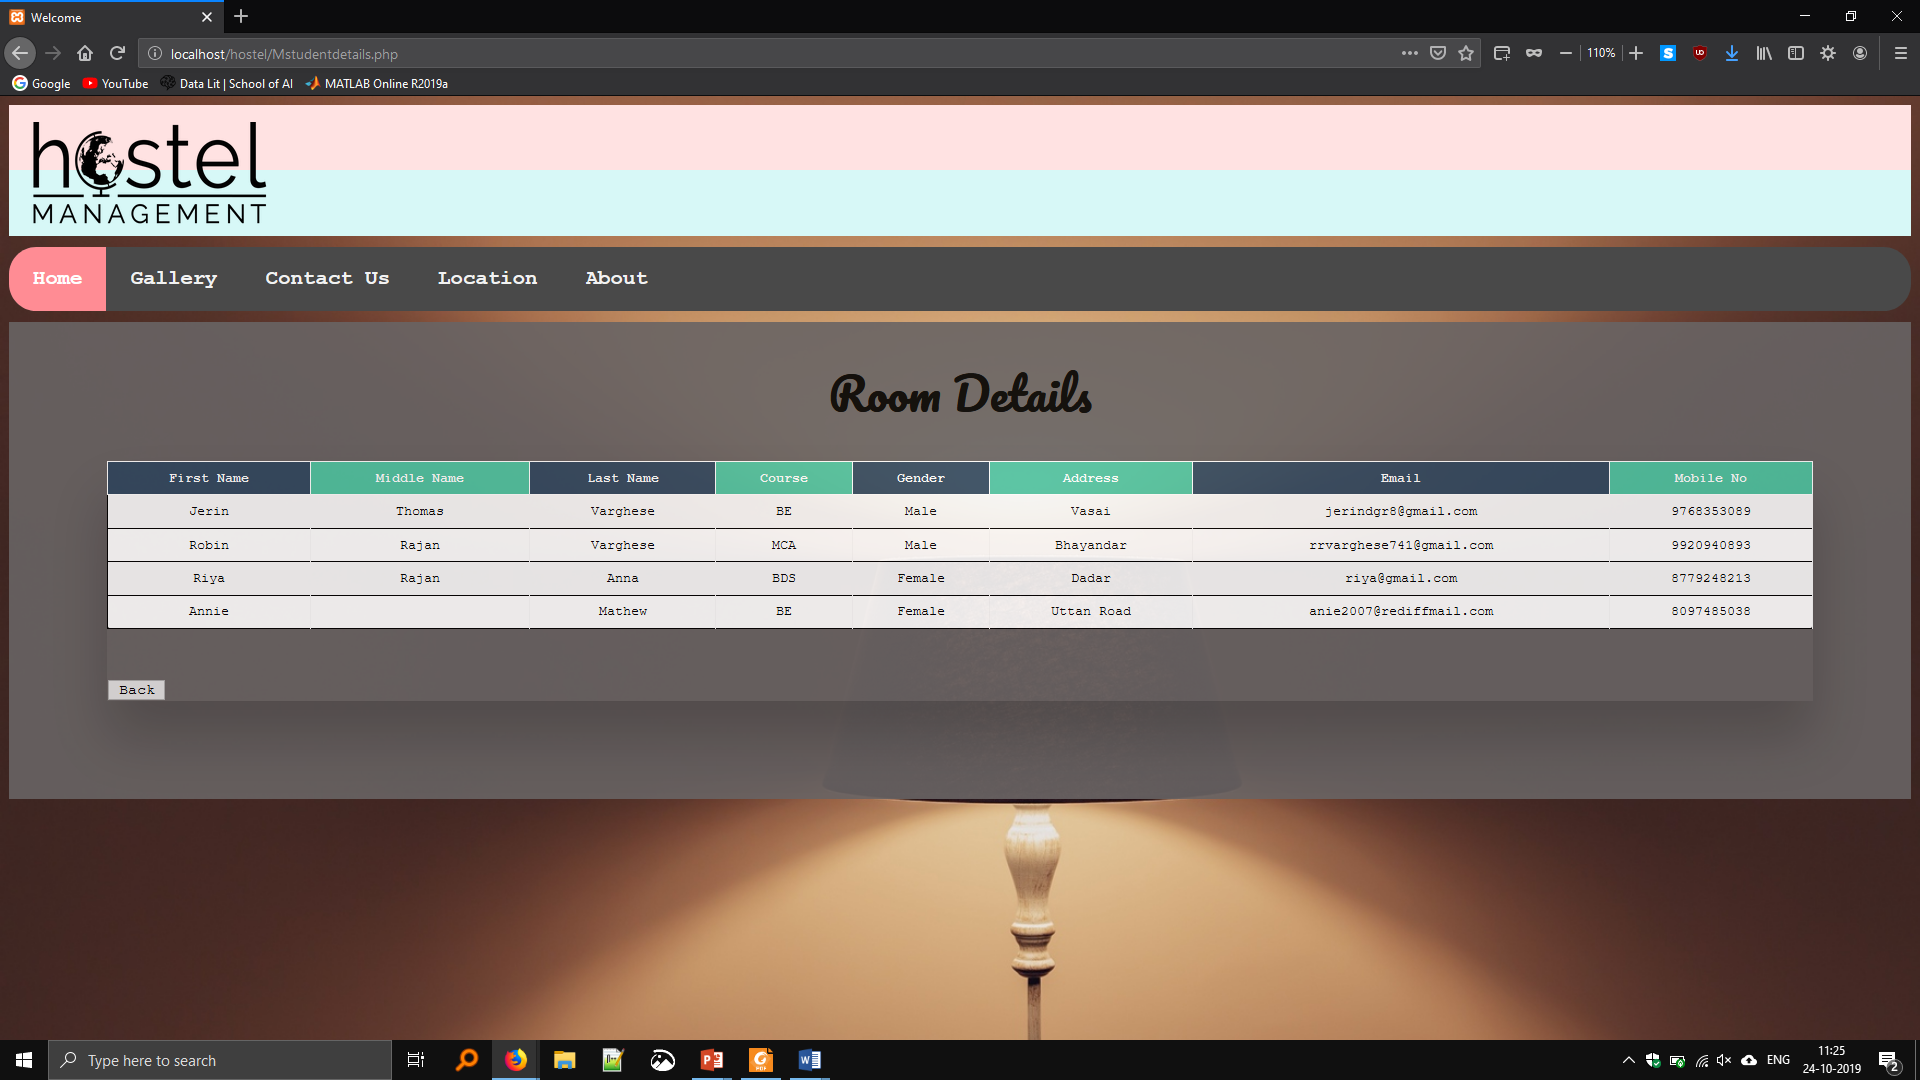 Welcome
localhost/hostel/Mstudentdetails.php
110%
Google YouTube Data Lit | School of AI MATLAB Online R2019a
hostel
MANAGEMENT
Home Gallery Contact Us Location About
Room Details
First Name Middle Name Last Name Course Gender Address Email Mobile No
Jerin Thomas Varghese BE Male Vasai jerindgr8@gmail.com 9768353089
Robin Rajan Varghese MCA Male Bhayandar rrvarghese741@gmail.com 9920940893
Riya Rajan Anna BDS Female Dadar riya@gmail.com 8779248213
Annie Mathew BE Female Uttan Road anie2007@rediffmail.com 8097485038
Back
Type here to search
ENG
11:25
24-10-2019
2